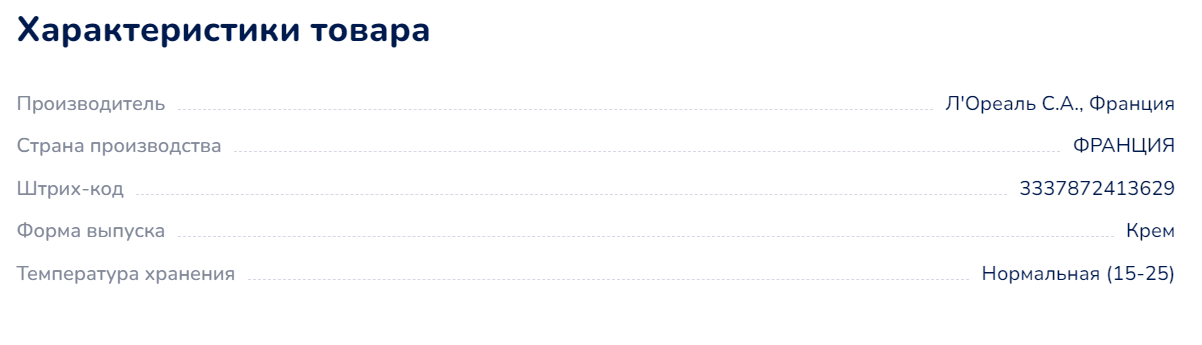 Характеристики товара
Производитель Л'Ореаль С.А., Франция
Страна производства ФРАНЦИЯ
Штрих-код 3337872413629
Форма выпуска Крем
Температура хранения Нормальная (15-25)